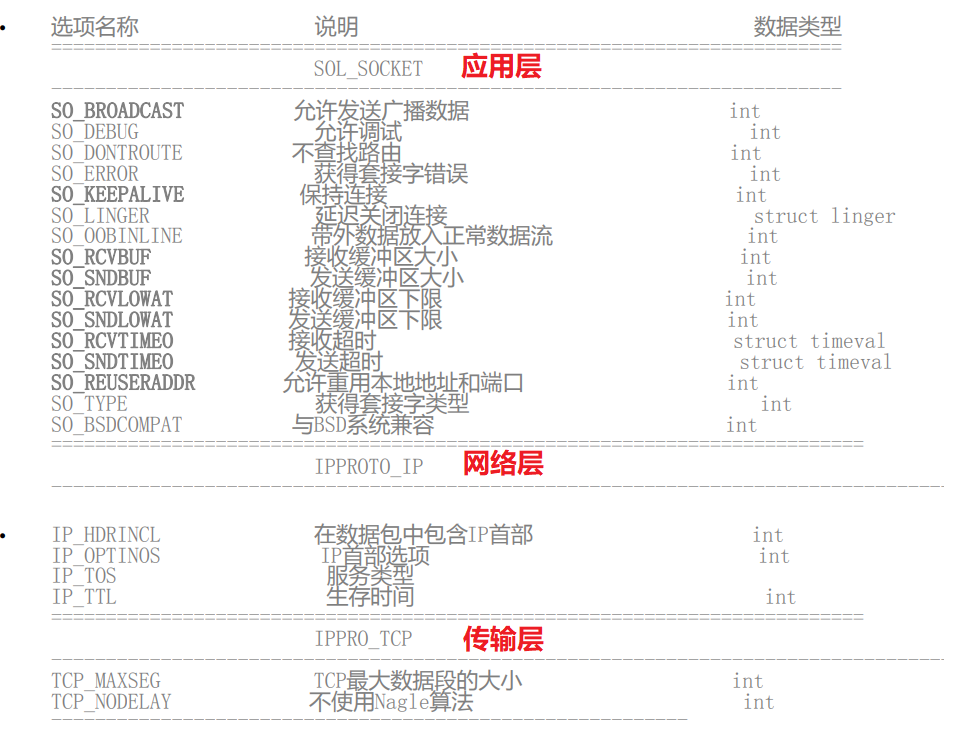 选项名称 说明 数据类型
========================================================================
SOL_SOCKET 应用层
------------------------------------------------------------------------
SO_BROADCAST 允许发送广播数据 int
SO_DEBUG 允许调试 int
SO_DONTROUTE 不查找路由 int
SO_ERROR 获得套接字错误 int
SO_KEEPALIVE 保持连接 int
SO_LINGER 延迟关闭连接 struct linger
SO_OOBINLINE 带外数据放入正常数据流 int
SO_RCVBUF 接收缓冲区大小 int
SO_SNDBUF 发送缓冲区大小 int
SO_RCVLOWAT 接收缓冲区下限 int
SO_SNDLOWAT 发送缓冲区下限 int
SO_RCVTIMEO 接收超时 struct timeval
SO_SNDTIMEO 发送超时 struct timeval
SO_REUSERADDR 允许重用本地地址和端口 int
SO_TYPE 获得套接字类型 int
SO_BSDCOMPAT 与BSD系统兼容 int
==========================================================================
IPPROTO_IP 网络层
----------------------------------------------------------------------------------
IP_HDRINCL 在数据包中包含IP首部 int
IP_OPTINOS IP首部选项 int
IP_TOS 服务类型
IP_TTL 生存时间 int
==========================================================================
IPPRO_TCP 传输层
----------------------------------------------------------------------------------
TCP_MAXSEG TCP最大数据段的大小 int
TCP_NODELAY 不使用Nagle算法 int
----------------------------------------------------------